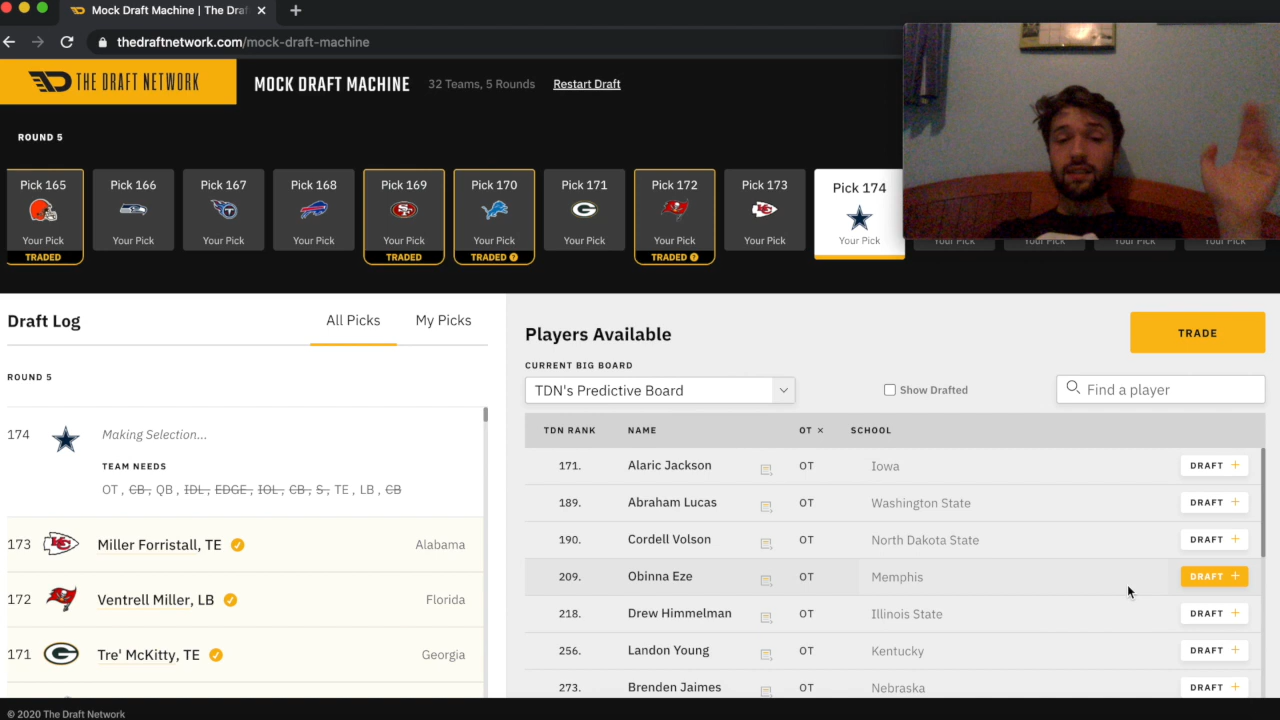 Mock Draft Machine | The Dra
thedraftnetwork.com/mock-draft-machine
THE DRAFT NETWORK
MOCK DRAFT MACHINE
32 Teams, 5 Rounds
Restart Draft
ROUND 5
Pick 165
Your Pick
TRADED
Pick 166
Your Pick
Pick 167
Your Pick
Pick 168
Your Pick
Pick 169
Your Pick
TRADED
Pick 170
Your Pick
TRADED ?
Pick 171
Your Pick
Pick 172
Your Pick
TRADED ?
Pick 173
Your Pick
Pick 174
Your Pick
Your Pick
Your Pick
Your Pick
Your Pick
Draft Log
All Picks
My Picks
ROUND 5
174
Making Selection...
TEAM NEEDS
OT , CB , QB , IDL , EDGE , IOL , CB , S , TE , LB , CB
173
Miller Forristall, TE
Alabama
172
Ventrell Miller, LB
Florida
171
Tre' McKitty, TE
Georgia
Players Available
TRADE
CURRENT BIG BOARD
TDN's Predictive Board
Show Drafted
Find a player
TDN RANK NAME OT × SCHOOL
171. Alaric Jackson OT Iowa DRAFT +
189. Abraham Lucas OT Washington State DRAFT +
190. Cordell Volson OT North Dakota State DRAFT +
209. Obinna Eze OT Memphis DRAFT +
218. Drew Himmelman OT Illinois State DRAFT +
256. Landon Young OT Kentucky DRAFT +
273. Brenden Jaimes OT Nebraska DRAFT +
© 2020 The Draft Network